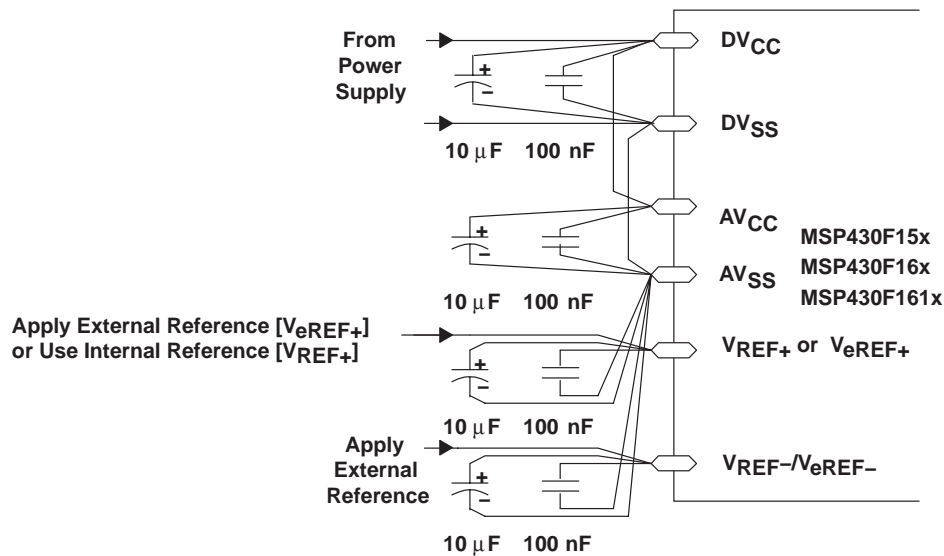 From
Power
Supply
+
−
10 μF 100 nF
DVCC
DVSS
+
−
10 μF 100 nF
AVCC
AVSS
MSP430F15x
MSP430F16x
MSP430F161x
Apply External Reference [VeREF+]
or Use Internal Reference [VREF+]
+
−
10 μF 100 nF
VREF+ or VeREF+
Apply
External
Reference
+
−
10 μF 100 nF
VREF−/VeREF−